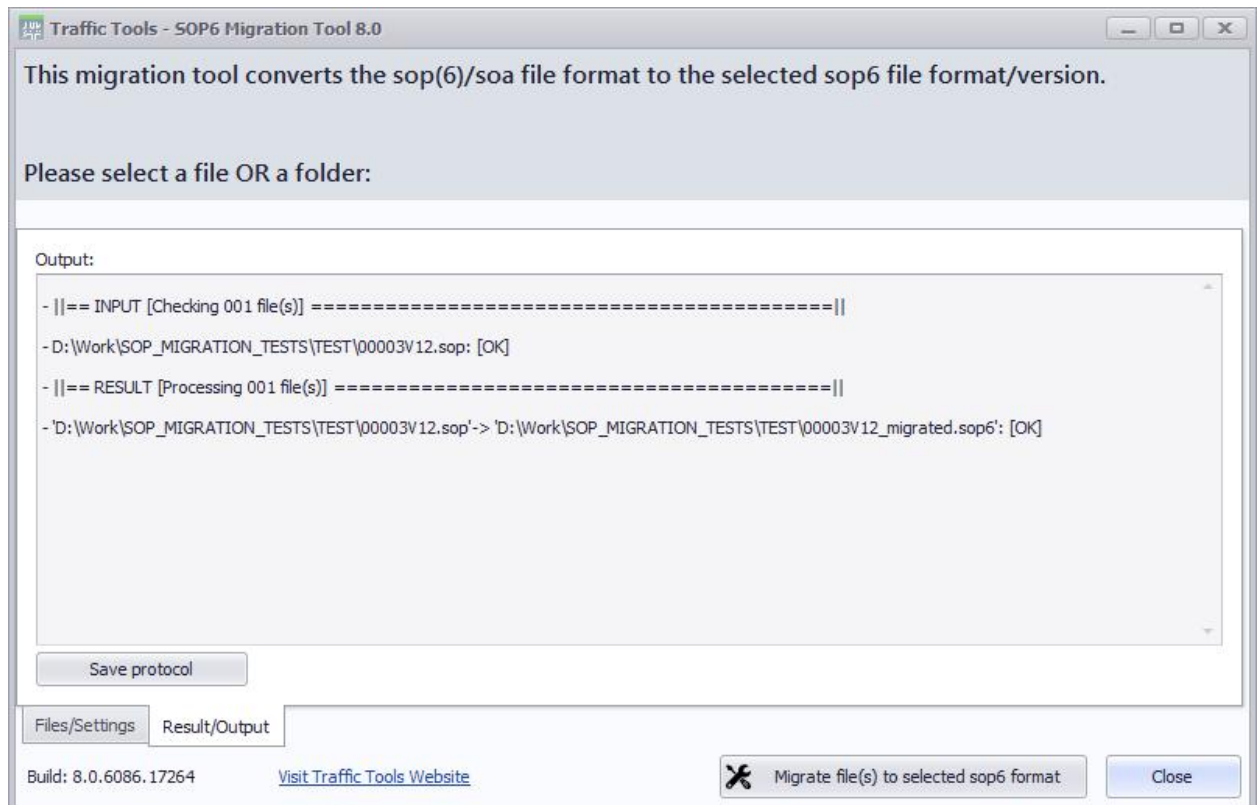 Traffic Tools - SOP6 Migration Tool 8.0
This migration tool converts the sop(6)/soa file format to the selected sop6 file format/version.
Please select a file OR a folder:
Output:
- ||== INPUT [Checking 001 file(s)] ==========================================||
- D:\Work\SOP_MIGRATION_TESTS\TEST\00003V12.sop: [OK]
- ||== RESULT [Processing 001 file(s)] ========================================||
- 'D:\Work\SOP_MIGRATION_TESTS\TEST\00003V12.sop'-> 'D:\Work\SOP_MIGRATION_TESTS\TEST\00003V12_migrated.sop6': [OK]
Save protocol
Files/Settings Result/Output
Build: 8.0.6086.17264 Visit Traffic Tools Website Migrate file(s) to selected sop6 format Close